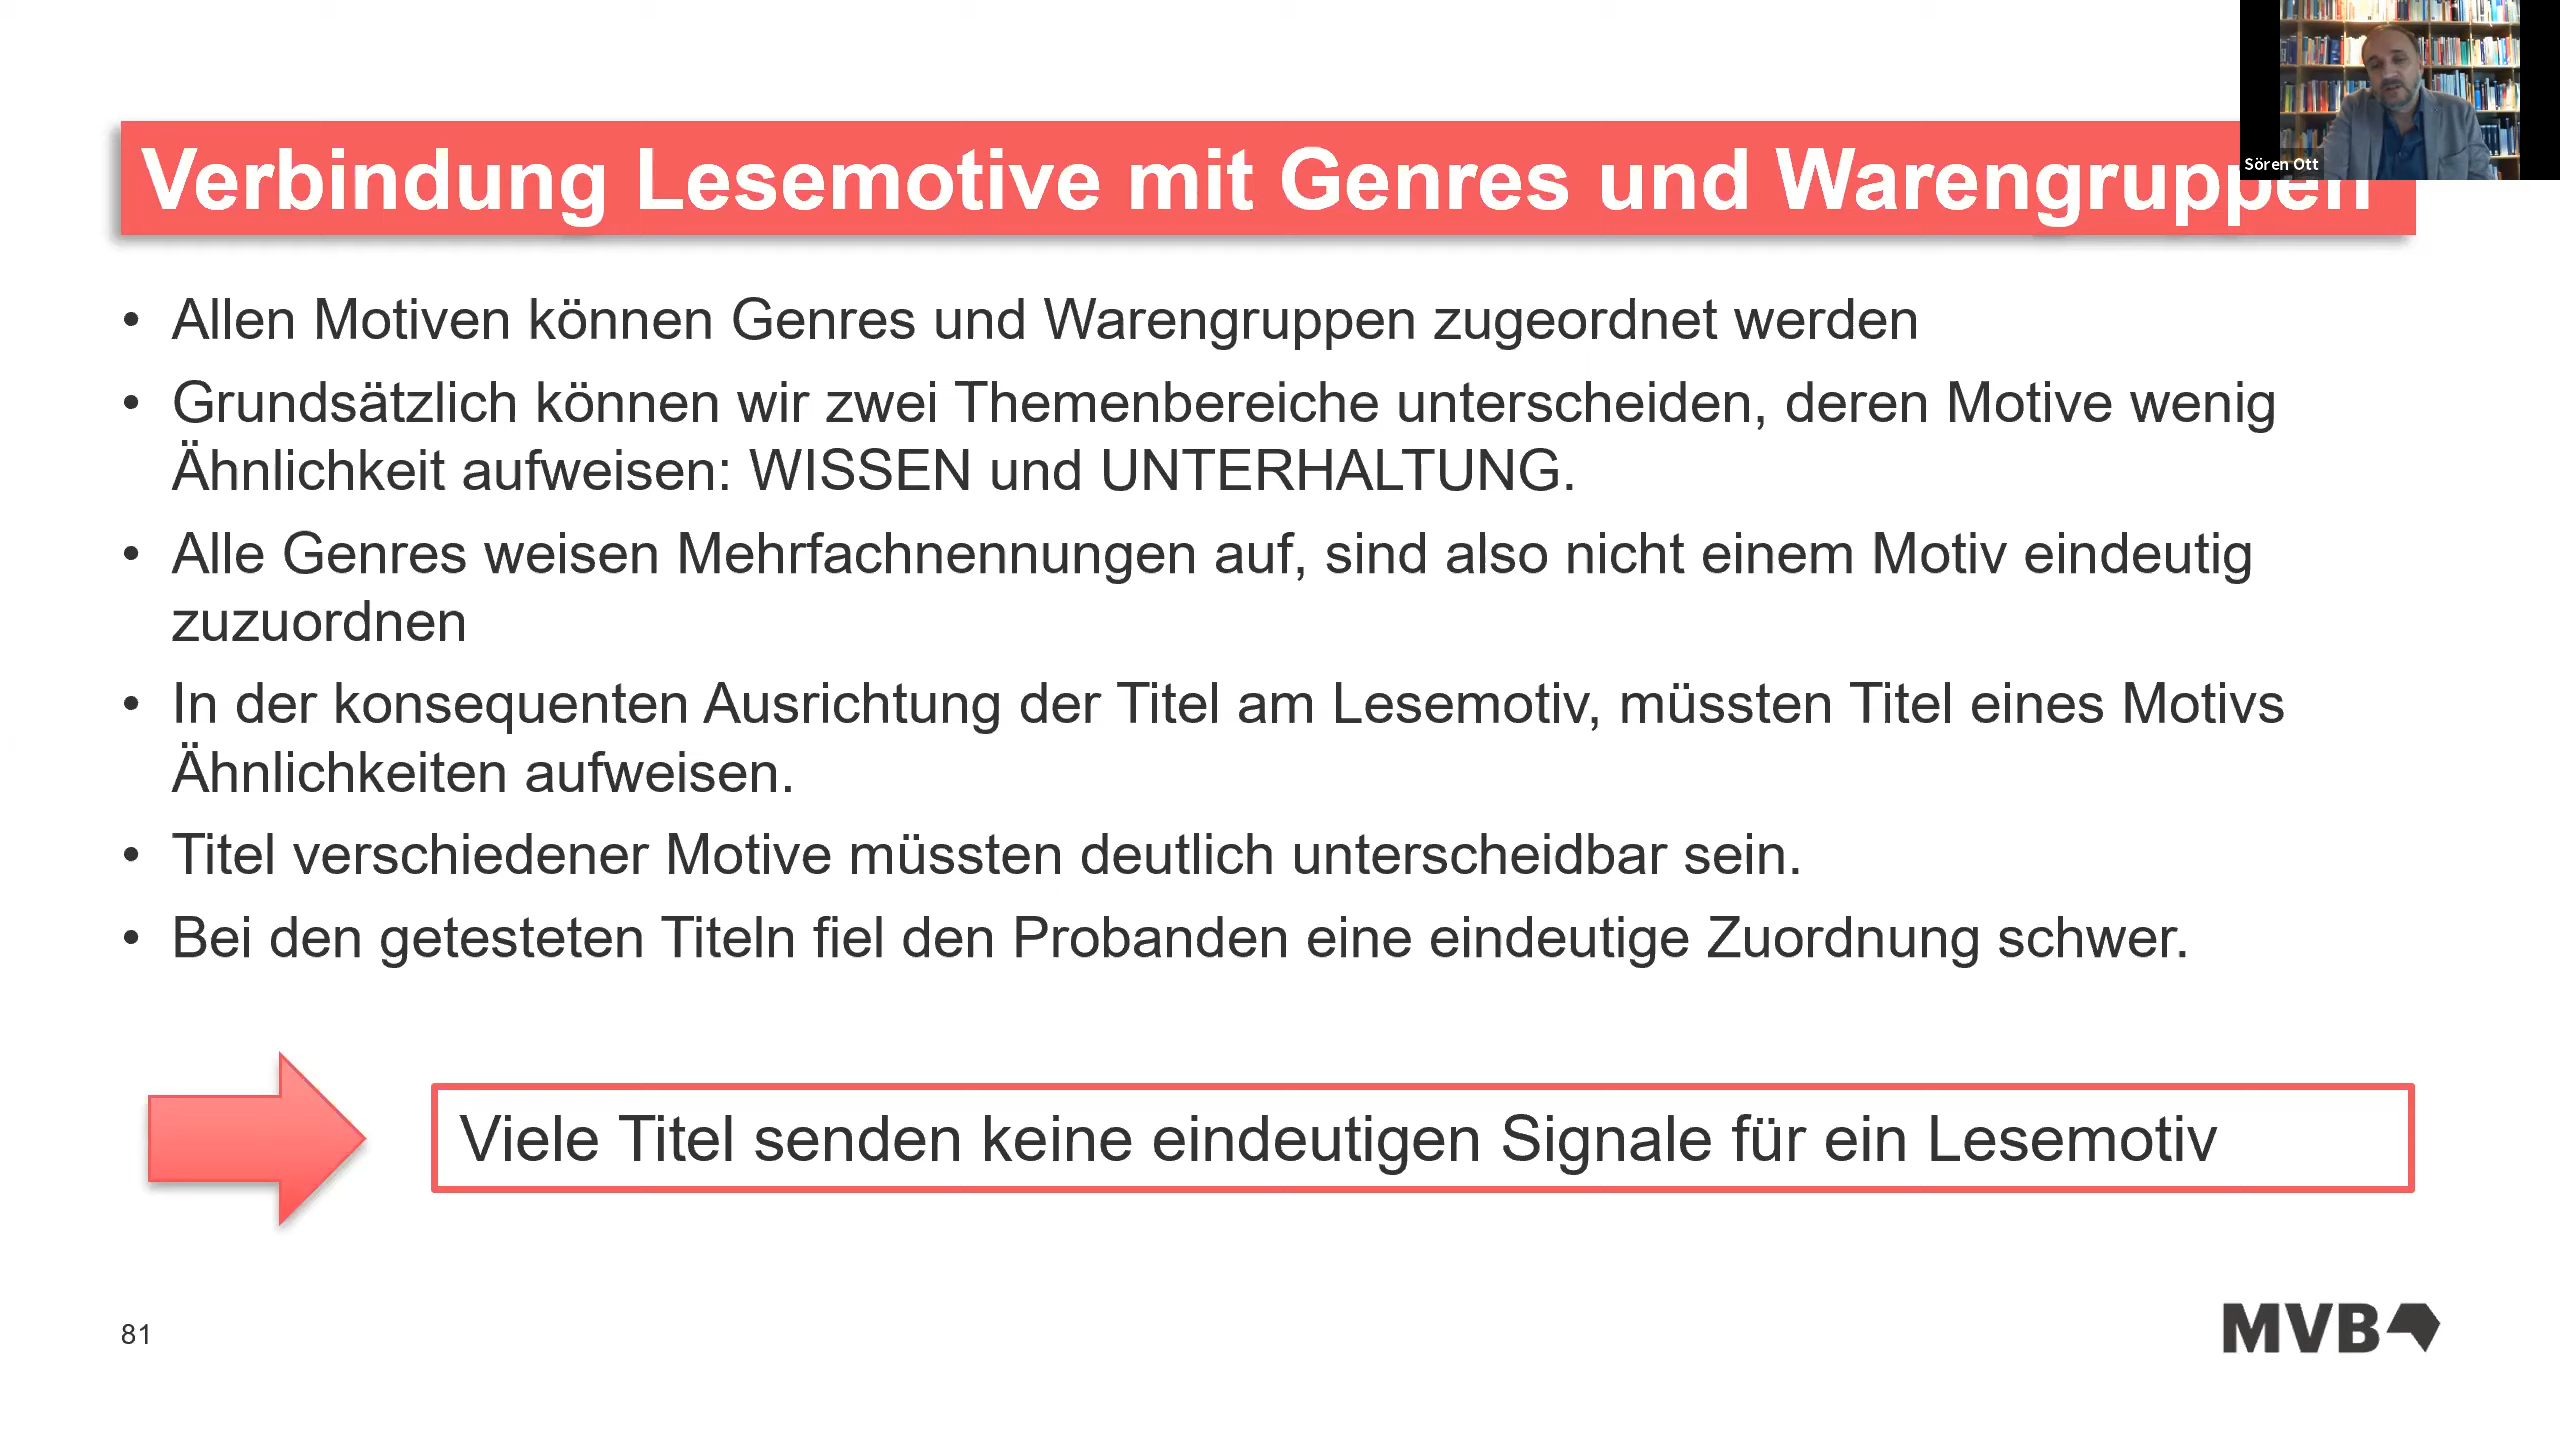 Sören Ott
Verbindung Lesemotive mit Genres und Warengruppen
• Allen Motiven können Genres und Warengruppen zugeordnet werden
• Grundsätzlich können wir zwei Themenbereiche unterscheiden, deren Motive wenig
Ähnlichkeit aufweisen: WISSEN und UNTERHALTUNG.
• Alle Genres weisen Mehrfachnennungen auf, sind also nicht einem Motiv eindeutig
zuzuordnen
• In der konsequenten Ausrichtung der Titel am Lesemotiv, müssten Titel eines Motivs
Ähnlichkeiten aufweisen.
• Titel verschiedener Motive müssten deutlich unterscheidbar sein.
• Bei den getesteten Titeln fiel den Probanden eine eindeutige Zuordnung schwer.
Viele Titel senden keine eindeutigen Signale für ein Lesemotiv
81
MVB